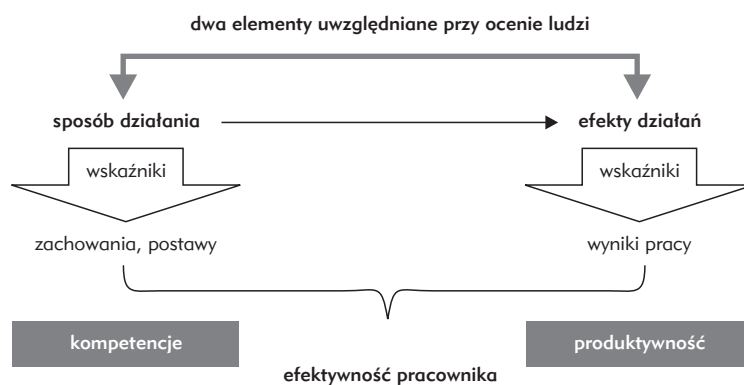 dwa elementy uwzględniane przy ocenie ludzi
sposób działania
efekty działań
wskaźniki
wskaźniki
zachowania, postawy
wyniki pracy
kompetencje
produktywność
efektywność pracownika